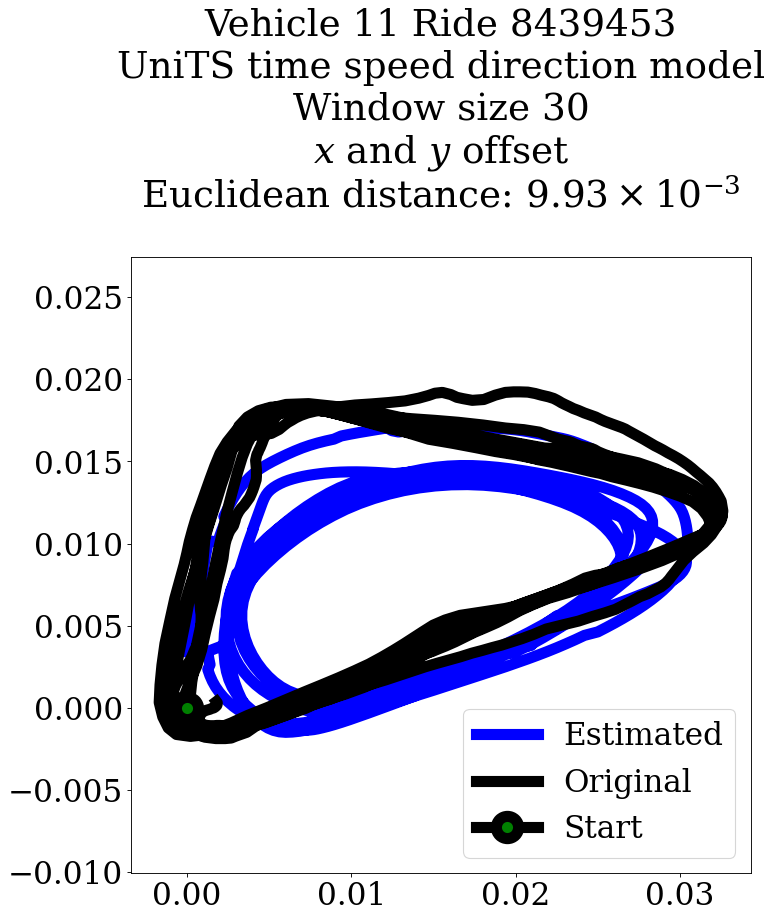 Vehicle 11 Ride 8439453
UniTS time speed direction model
Window size 30
x and y offset
Euclidean distance: 9.93 × 10⁻³
0.025
0.020
0.015
0.010
0.005
0.000
−0.005
−0.010
0.00 0.01 0.02 0.03
Estimated
Original
Start